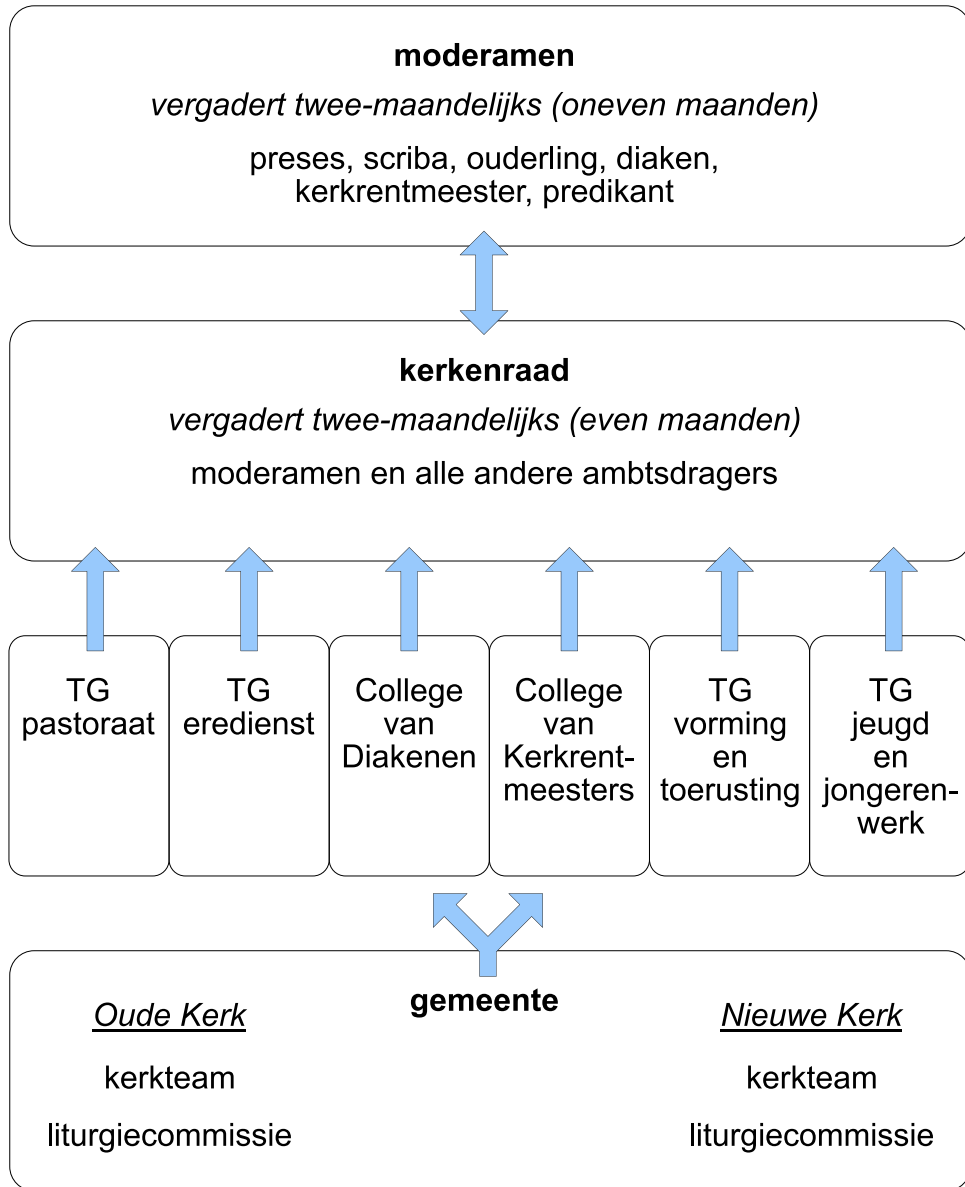 moderamen
vergadert twee-maandelijks (oneven maanden)
preses, scriba, ouderling, diaken,
kerkrentmeester, predikant
kerkenraad
vergadert twee-maandelijks (even maanden)
moderamen en alle andere ambtsdragers
TG
pastoraat
TG
eredienst
College
van
Diakenen
College
van
Kerkrent-
meesters
TG
vorming
en
toerusting
TG
jeugd
en
jongeren-
werk
gemeente
Oude Kerk
kerkteam
liturgiecommissie
Nieuwe Kerk
kerkteam
liturgiecommissie